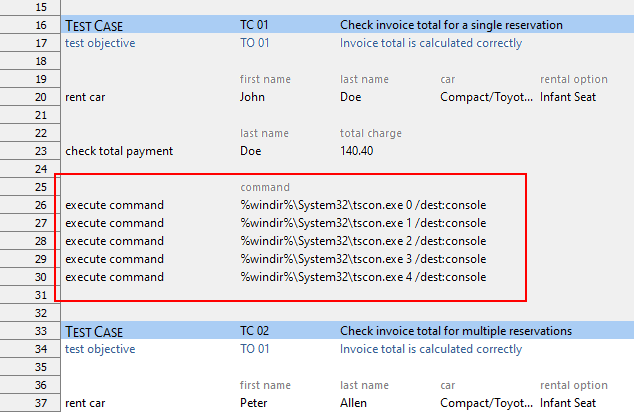 15
16 TEST CASE TC 01 Check invoice total for a single reservation
17 test objective TO 01 Invoice total is calculated correctly
18
19 first name last name car rental option
20 rent car John Doe Compact/Toyot... Infant Seat
21
22 last name total charge
23 check total payment Doe 140.40
24
25 command
26 execute command %windir%\System32\tscon.exe 0 /dest:console
27 execute command %windir%\System32\tscon.exe 1 /dest:console
28 execute command %windir%\System32\tscon.exe 2 /dest:console
29 execute command %windir%\System32\tscon.exe 3 /dest:console
30 execute command %windir%\System32\tscon.exe 4 /dest:console
31
32
33 TEST CASE TC 02 Check invoice total for multiple reservations
34 test objective TO 01 Invoice total is calculated correctly
35
36 first name last name car rental option
37 rent car Peter Allen Compact/Toyot... Infant Seat